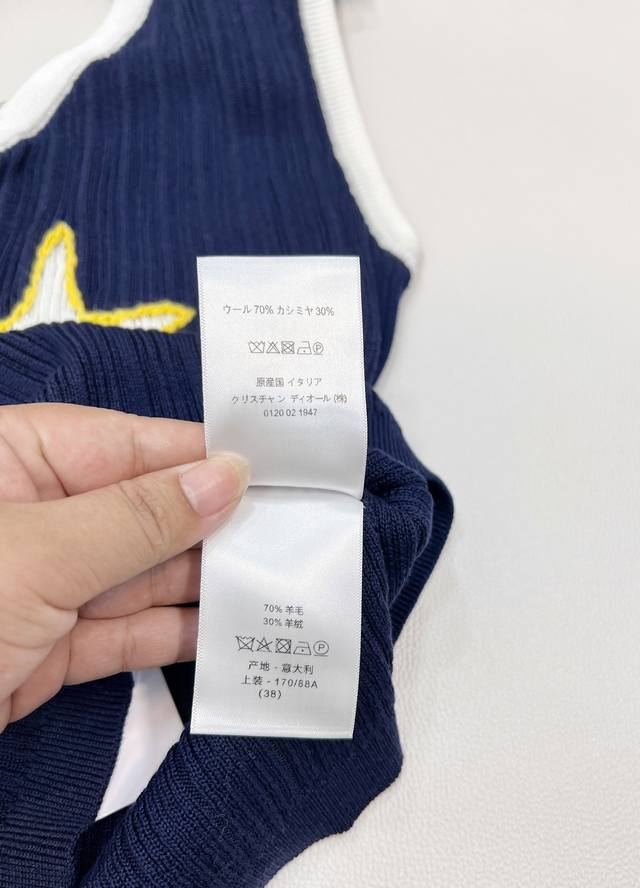 ウール70% カシミヤ30%
原産国 イタリア
クリスチャン ディオール (株)
0120 02 1947
70% 羊毛
30% 羊绒
产地 - 意大利
上装 - 170/88A
(38)